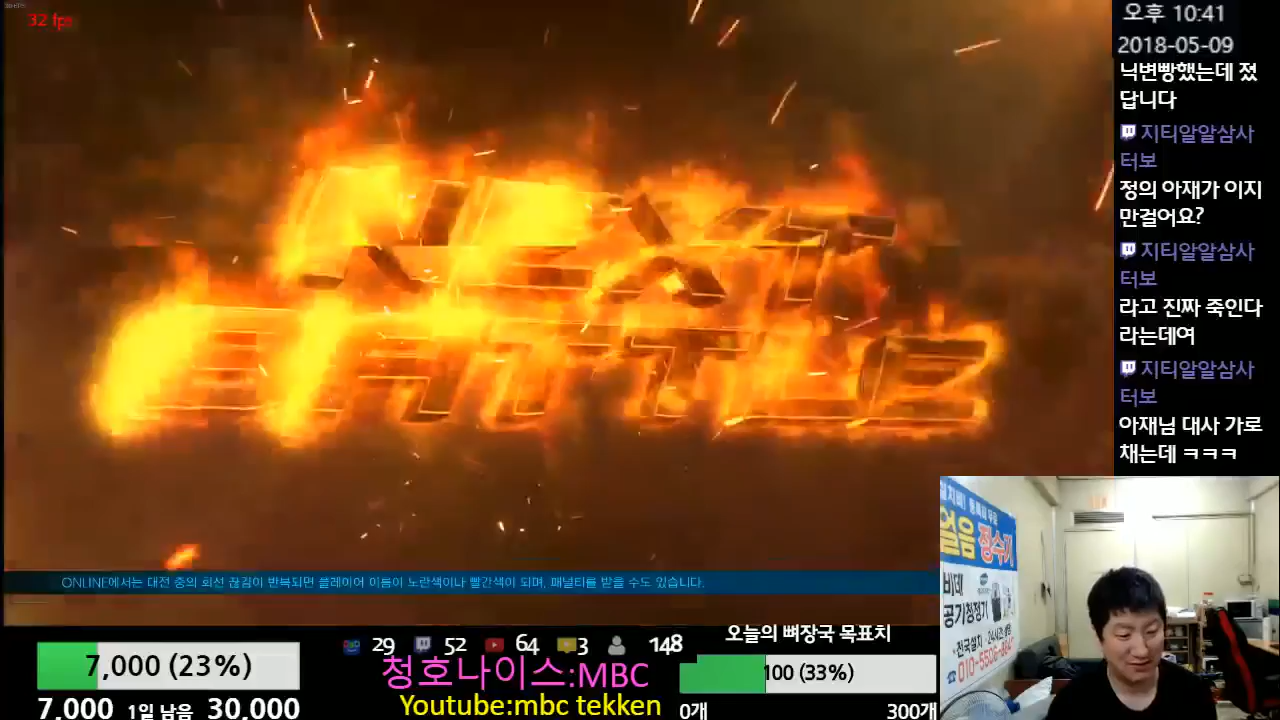 32 fps
오후 10:41
2018-05-09
닉변빵했는데 졌
답니다
지티알알삼사
터보
정의 아재가 이지
만걸어요?
지티알알삼사
터보
라고 진짜 죽인다
라는데여
지티알알삼사
터보
아재님 대사 가로
채는데 ㅋㅋㅋ
NEXT
BATTLE
ONLINE에서는 대전 중의 회선 끊김이 반복되면 플레이어 이름이 노란색이나 빨간색이 되며, 패널티를 받을 수도 있습니다.
얼음 정수기
비데
공기청정기
7,000 (23%)
7,000 1일 남음 30,000
29 52 64 3 148
청호나이스:MBC
Youtube:mbc tekken
오늘의 뼈장국 목표치
100 (33%)
0개 300개